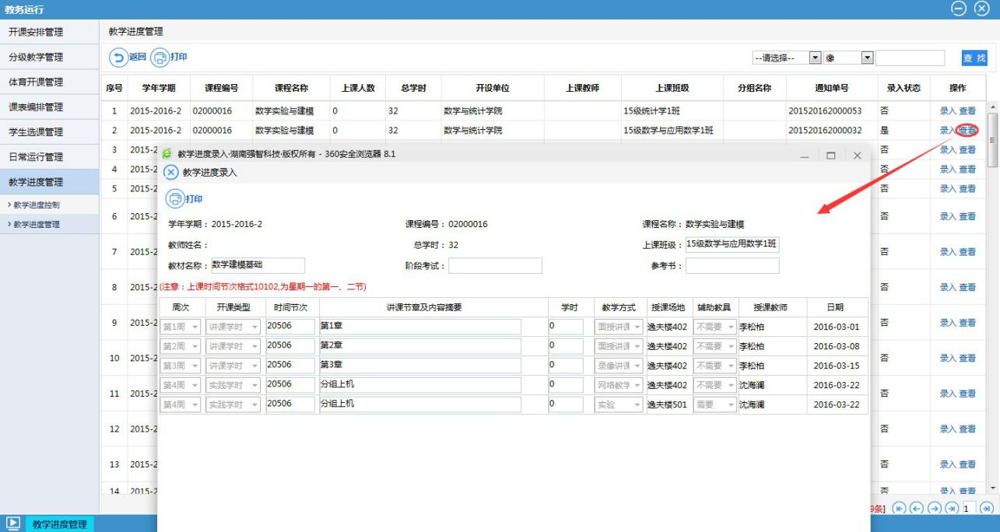 教务运行
开课安排管理
分级教学管理
体育开课管理
课表编排管理
学生选课管理
日常运行管理
教学进度管理
> 教学进度控制
> 教学进度管理
教学进度管理
返回 打印 --请选择-- 像 查 找
序号 学年学期 课程编号 课程名称 上课人数 总学时 开设单位 上课教师 上课班级 分组名称 通知单号 录入状态 操作
1 2015-2016-2 02000016 数学实验与建模 0 32 数学与统计学院 15级统计学1班 201520162000053 否 录入 查看
2 2015-2016-2 02000016 数学实验与建模 0 32 数学与统计学院 15级数学与应用数学1班 201520162000032 是 录入 查看
3 2015-2 否 录入 查看
4 2015-2 否 录入 查看
5 2015-2 否 录入 查看
6 2015-2 否 录入 查看
7 2015-2 否 录入 查看
8 2015-2 否 录入 查看
9 2015-2 否 录入 查看
10 2015-2 否 录入 查看
11 2015-2 否 录入 查看
12 2015-2 否 录入 查看
13 2015-2 否 录入 查看
14 2015-2 否 录入 查看
教学进度录入·湖南强智科技·版权所有 - 360安全浏览器 8.1
教学进度录入
打印
学年学期：2015-2016-2 课程编号：02000016 课程名称：数学实验与建模
教师姓名： 总学时：32 上课班级：15级数学与应用数学1班
教材名称：数学建模基础 阶段考试： 参考书：
(注意：上课时间节次格式10102,为星期一的第一、二节)
周次 开课类型 时间节次 讲课节章及内容摘要 学时 教学方式 授课场地 辅助教具 授课教师 日期
第1周 讲课学时 20506 第1章 0 面授讲课 逸夫楼402 不需要 李松柏 2016-03-01
第2周 讲课学时 20506 第2章 0 面授讲课 逸夫楼402 不需要 李松柏 2016-03-08
第3周 讲课学时 20506 第3章 0 录像讲课 逸夫楼402 不需要 李松柏 2016-03-15
第4周 实践学时 20506 分组上机 0 网络教学 逸夫楼402 不需要 沈海澜 2016-03-22
第4周 实践学时 20506 分组上机 0 实验 逸夫楼501 需要 沈海澜 2016-03-22
9条] 1
教学进度管理